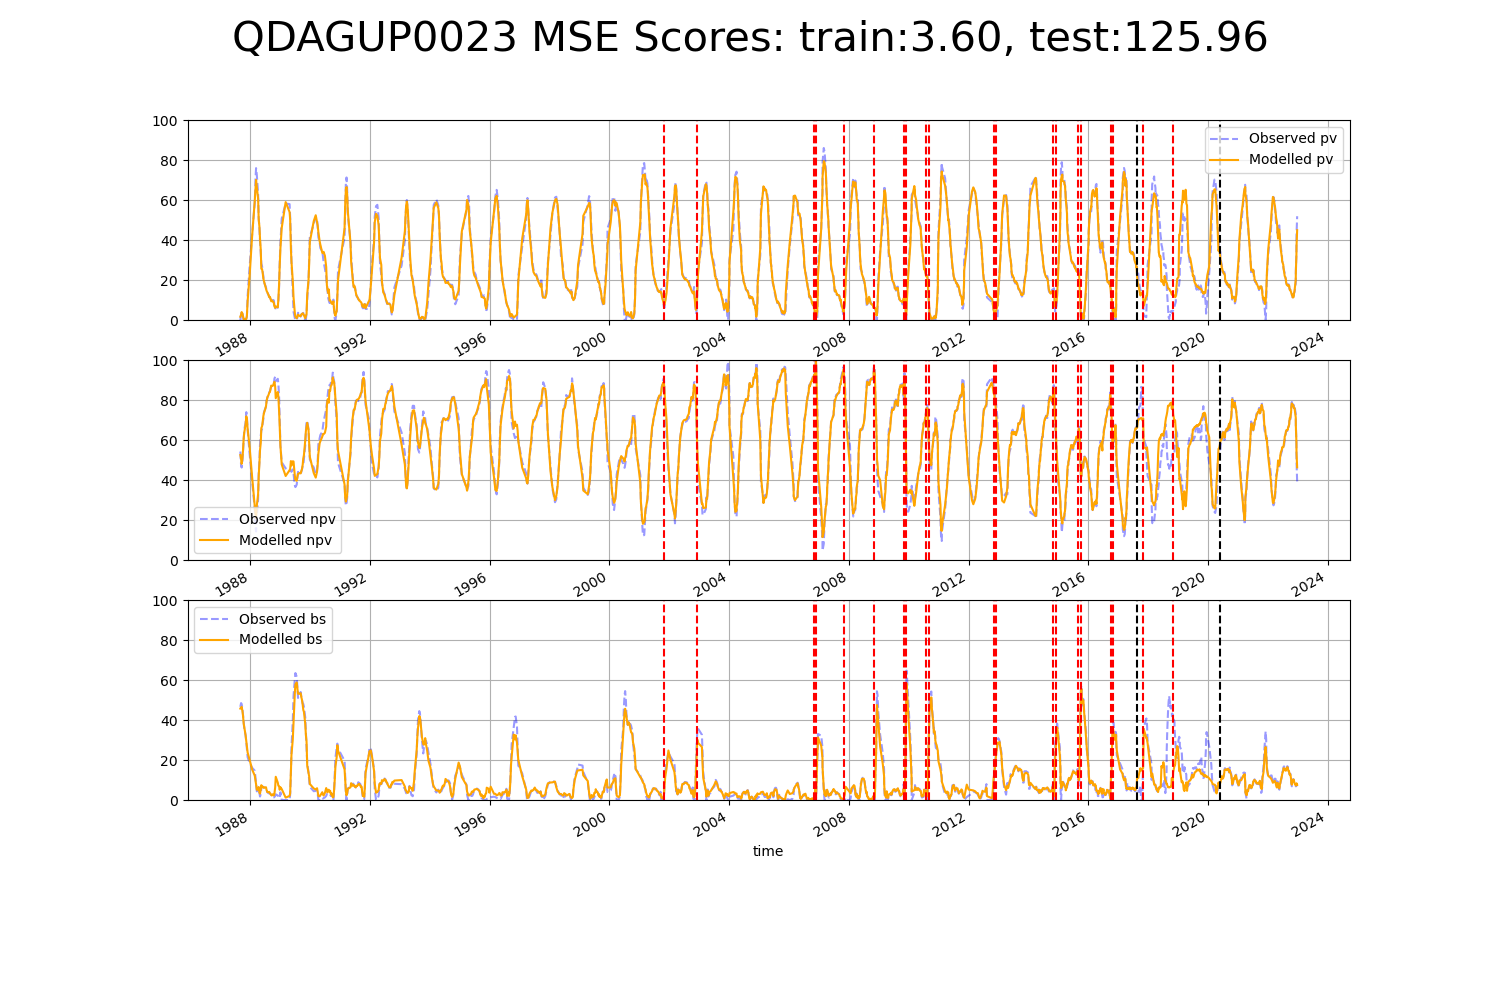 QDAGUP0023 MSE Scores: train:3.60, test:125.96
100
80
60
40
20
0
Observed pv
Modelled pv
1988 1992 1996 2000 2004 2008 2012 2016 2020 2024
100
80
60
40
20
0
Observed npv
Modelled npv
1988 1992 1996 2000 2004 2008 2012 2016 2020 2024
100
80
60
40
20
0
Observed bs
Modelled bs
1988 1992 1996 2000 2004 2008 2012 2016 2020 2024
time